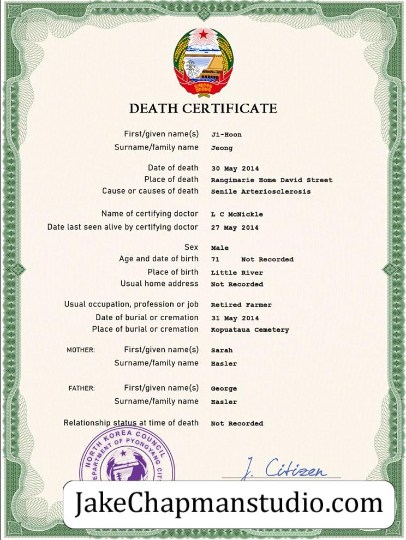 DEATH CERTIFICATE
First/given name(s) Ji-Hoon
Surname/family name Jeong
Date of death 30 May 2014
Place of death Rangimarie Home David Street
Cause or causes of death Senile Arteriosclerosis
Name of certifying doctor L C McNickle
Date last seen alive by certifying doctor 27 May 2014
Sex Male
Age and date of birth 71 Not Recorded
Place of birth Little River
Usual home address Not Recorded
Usual occupation, profession or job Retired Farmer
Date of burial or cremation 31 May 2014
Place of burial or cremation Kopuataua Cemetery
MOTHER: First/given name(s) Sarah
Surname/family name Hasler
FATHER: First/given name(s) George
Surname/family name Hasler
Relationship status at time of death Not Recorded
NORTH KOREA COUNCIL
DEPARTMENT OF PYONGYANG CITY
J. Citizen
JakeChapmanstudio.com